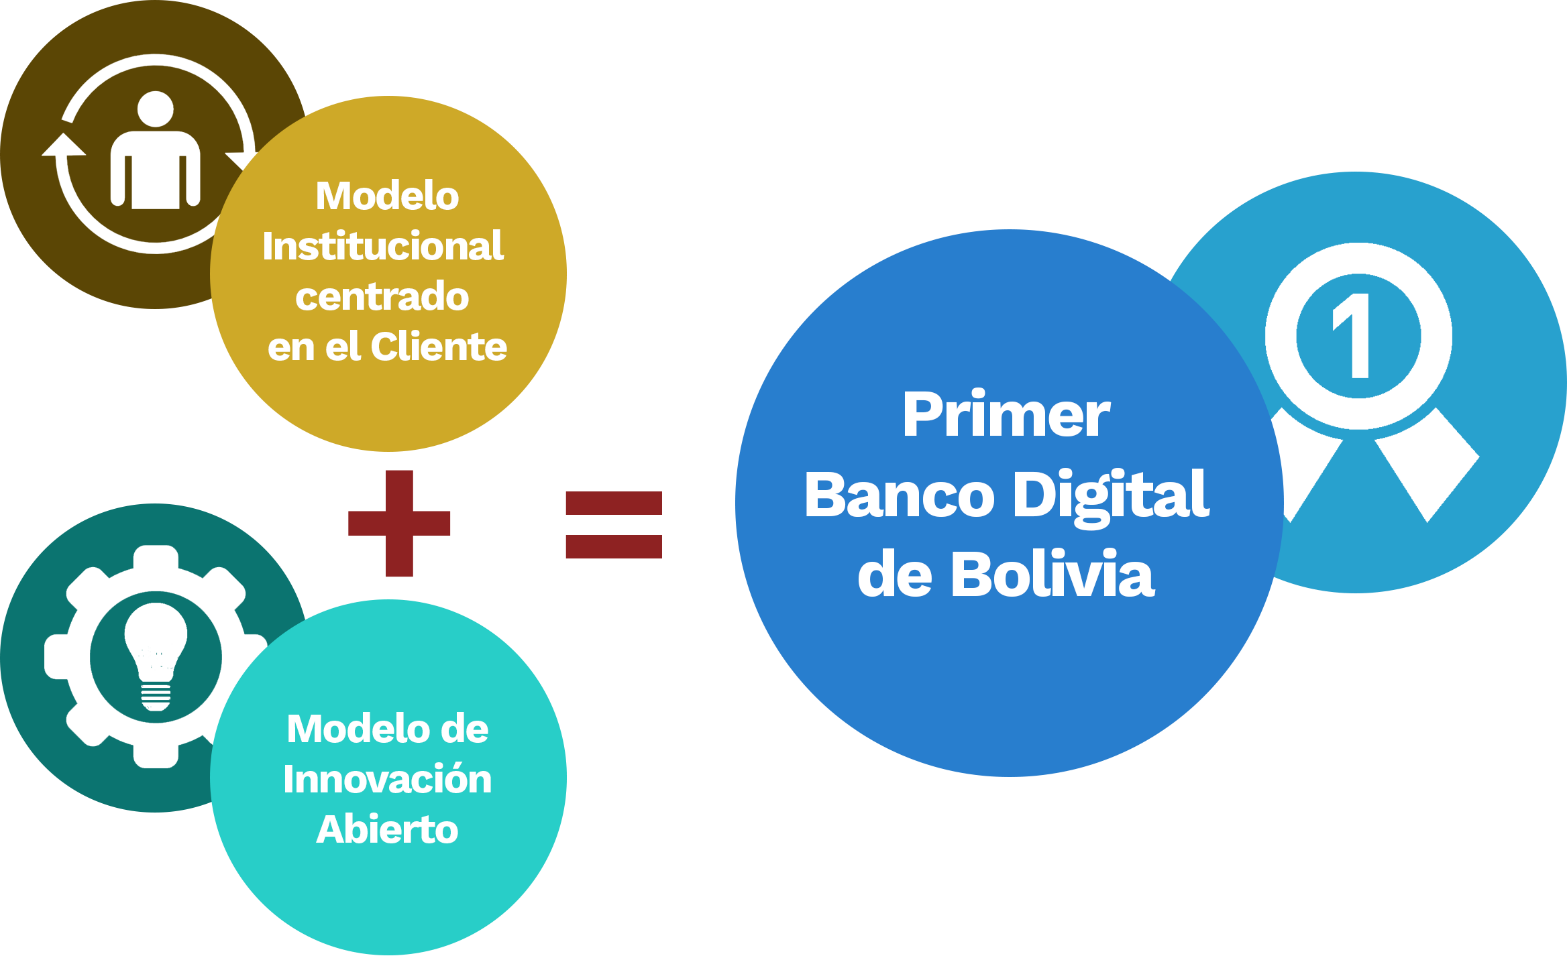 Modelo
Institucional
centrado
en el Cliente
+
=
Modelo de
Innovación
Abierto
Primer
Banco Digital
de Bolivia
1